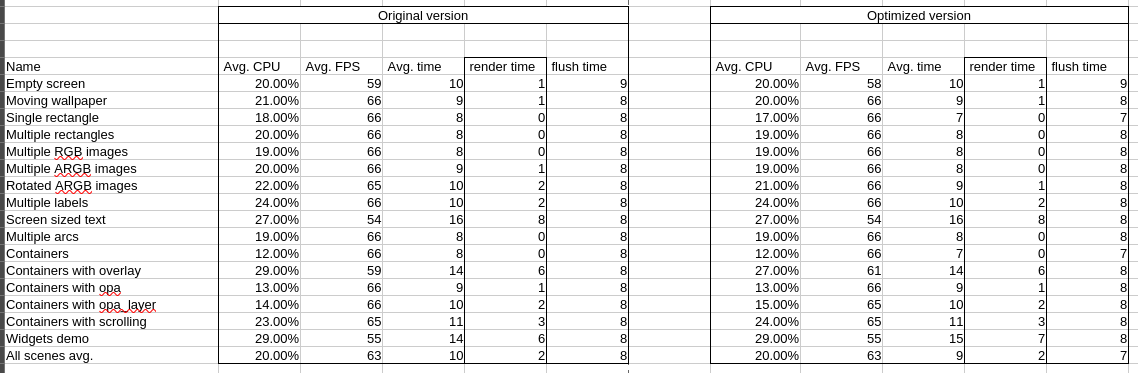 Original version Optimized version
Name Avg. CPU Avg. FPS Avg. time render time flush time Avg. CPU Avg. FPS Avg. time render time flush time
Empty screen 20.00% 59 10 1 9 20.00% 58 10 1 9
Moving wallpaper 21.00% 66 9 1 8 20.00% 66 9 1 8
Single rectangle 18.00% 66 8 0 8 17.00% 66 7 0 7
Multiple rectangles 20.00% 66 8 0 8 19.00% 66 8 0 8
Multiple RGB images 19.00% 66 8 0 8 19.00% 66 8 0 8
Multiple ARGB images 20.00% 66 9 1 8 19.00% 66 8 0 8
Rotated ARGB images 22.00% 65 10 2 8 21.00% 66 9 1 8
Multiple labels 24.00% 66 10 2 8 24.00% 66 10 2 8
Screen sized text 27.00% 54 16 8 8 27.00% 54 16 8 8
Multiple arcs 19.00% 66 8 0 8 19.00% 66 8 0 8
Containers 12.00% 66 8 0 8 12.00% 66 7 0 7
Containers with overlay 29.00% 59 14 6 8 27.00% 61 14 6 8
Containers with opa 13.00% 66 9 1 8 13.00% 66 9 1 8
Containers with opa_layer 14.00% 66 10 2 8 15.00% 65 10 2 8
Containers with scrolling 23.00% 65 11 3 8 24.00% 65 11 3 8
Widgets demo 29.00% 55 14 6 8 29.00% 55 15 7 8
All scenes avg. 20.00% 63 10 2 8 20.00% 63 9 2 7